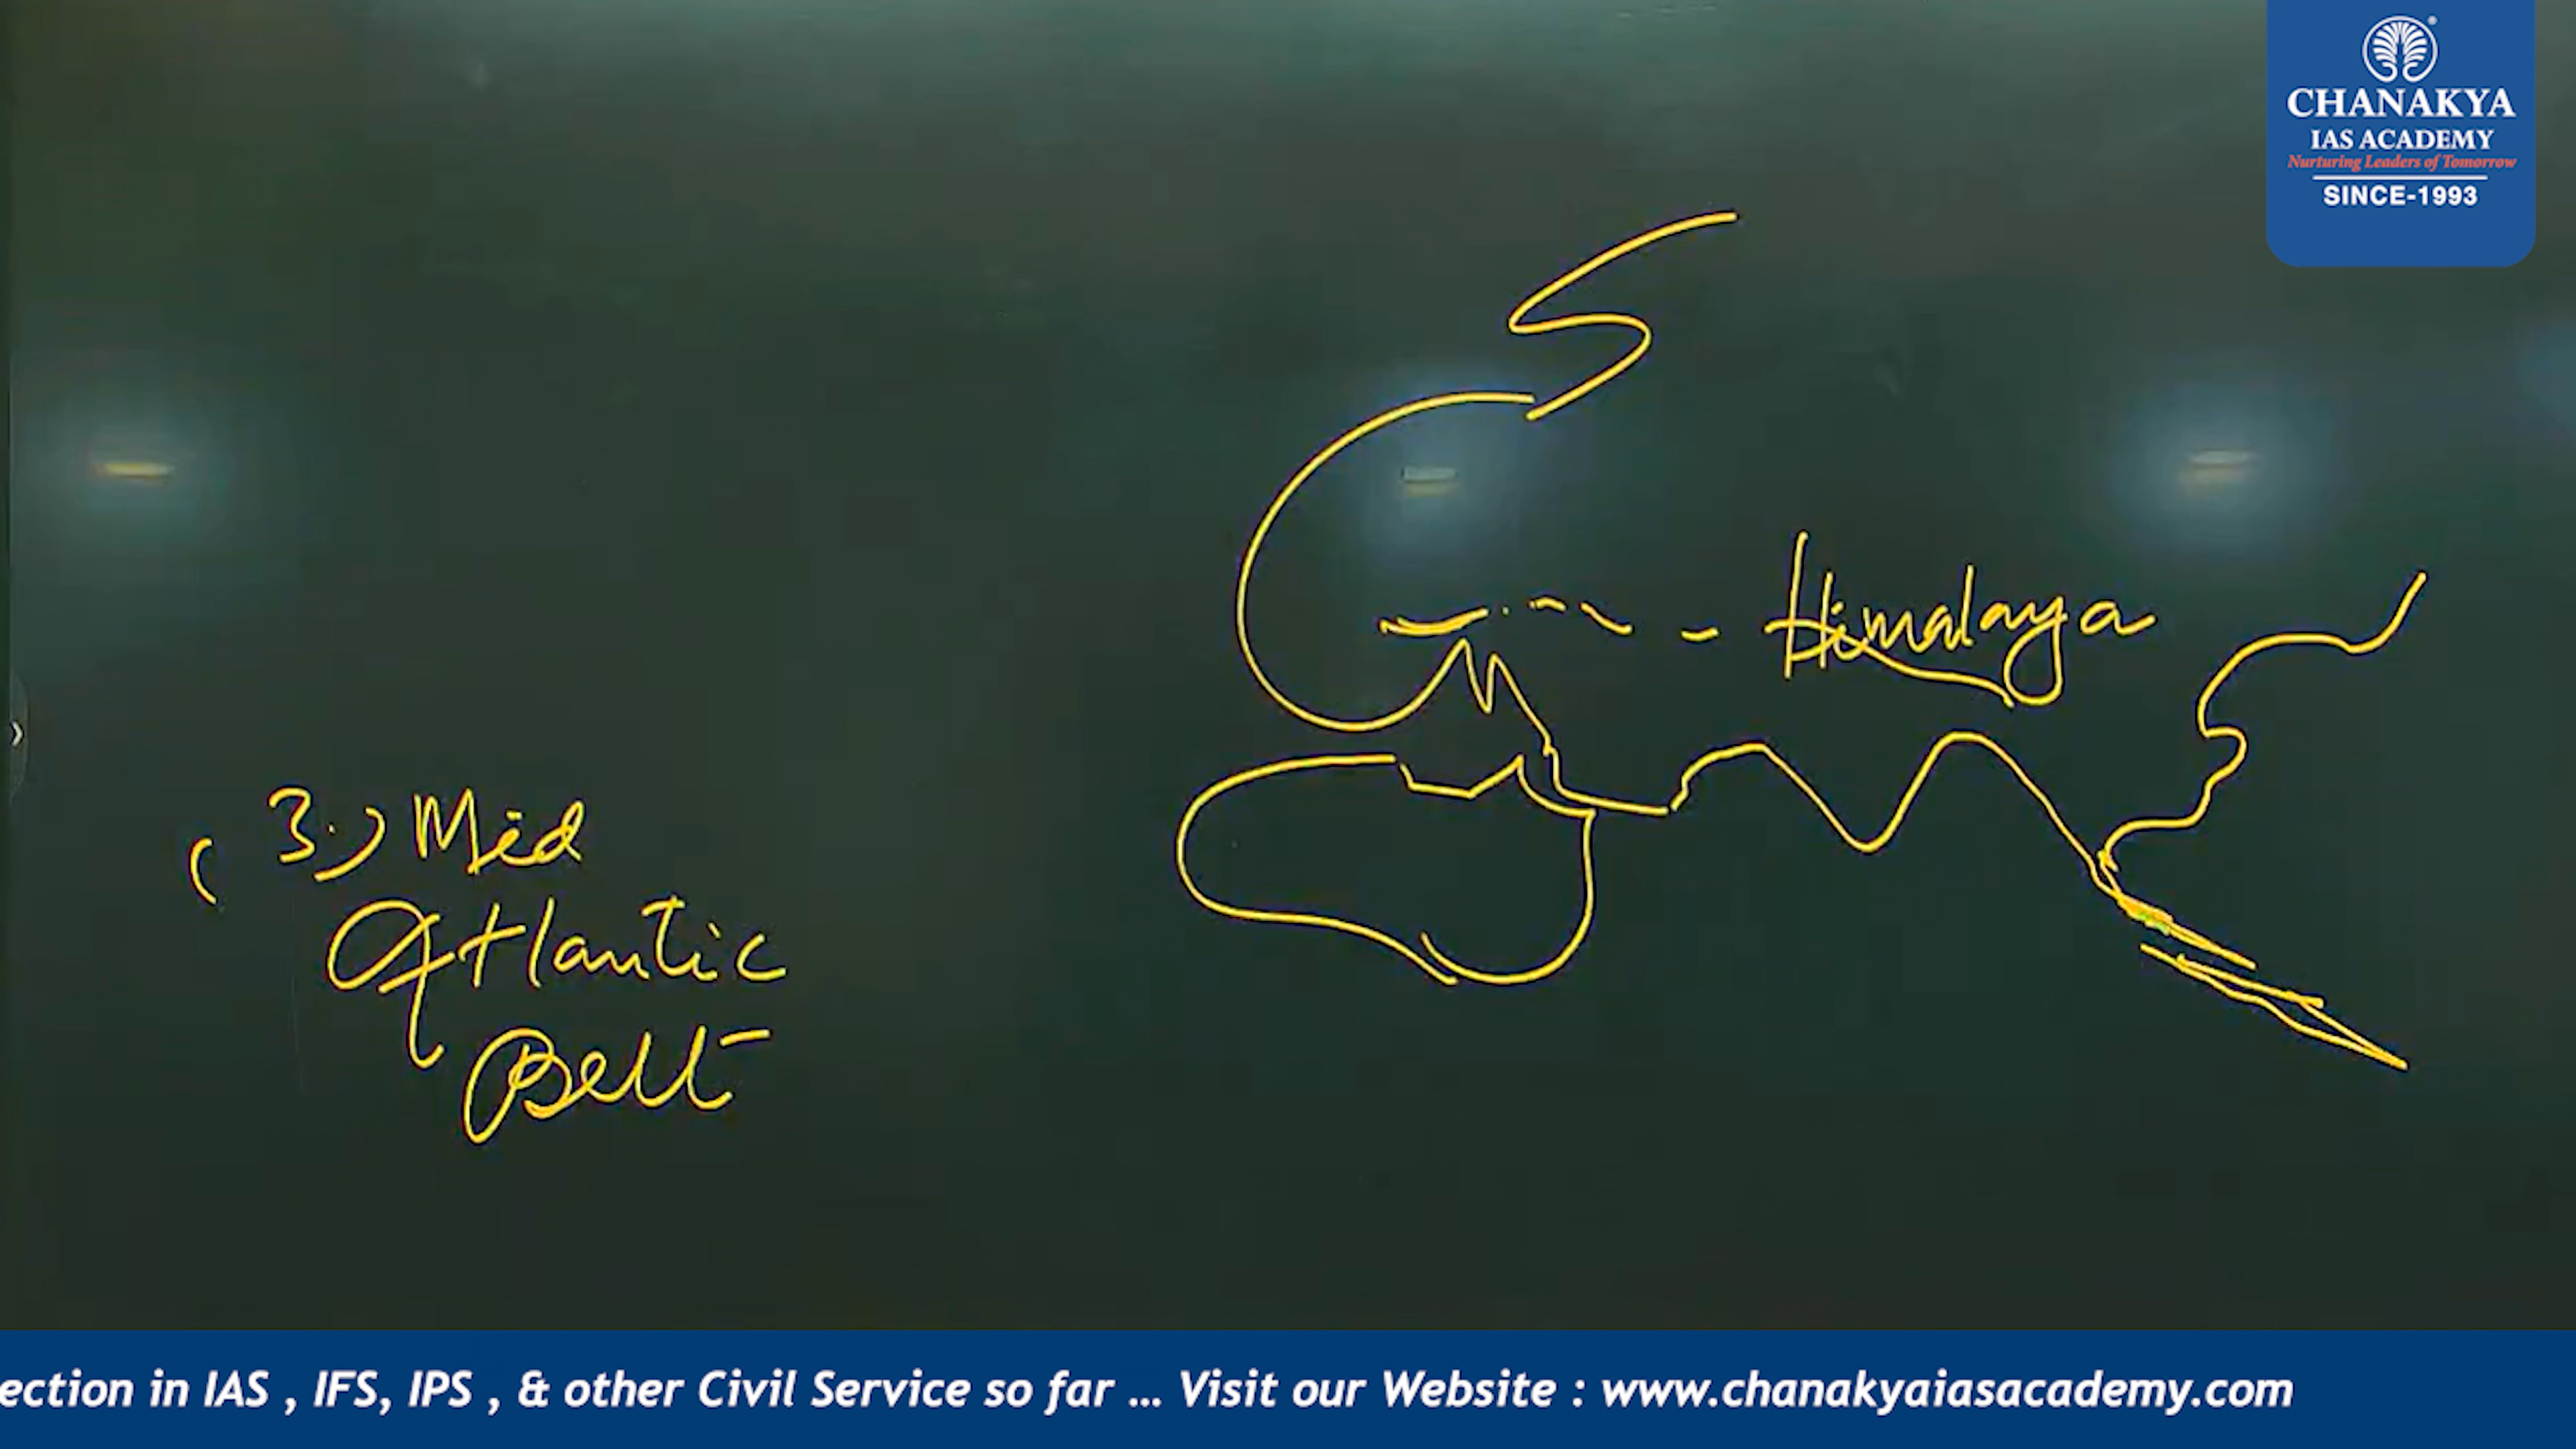 CHANAKYA
IAS ACADEMY
Nurturing Leaders of Tomorrow
SINCE-1993
Himalaya
( 3.) Mid
Atlantic
Belt
ection in IAS , IFS, IPS , & other Civil Service so far ... Visit our Website : www.chanakyaiasacademy.com